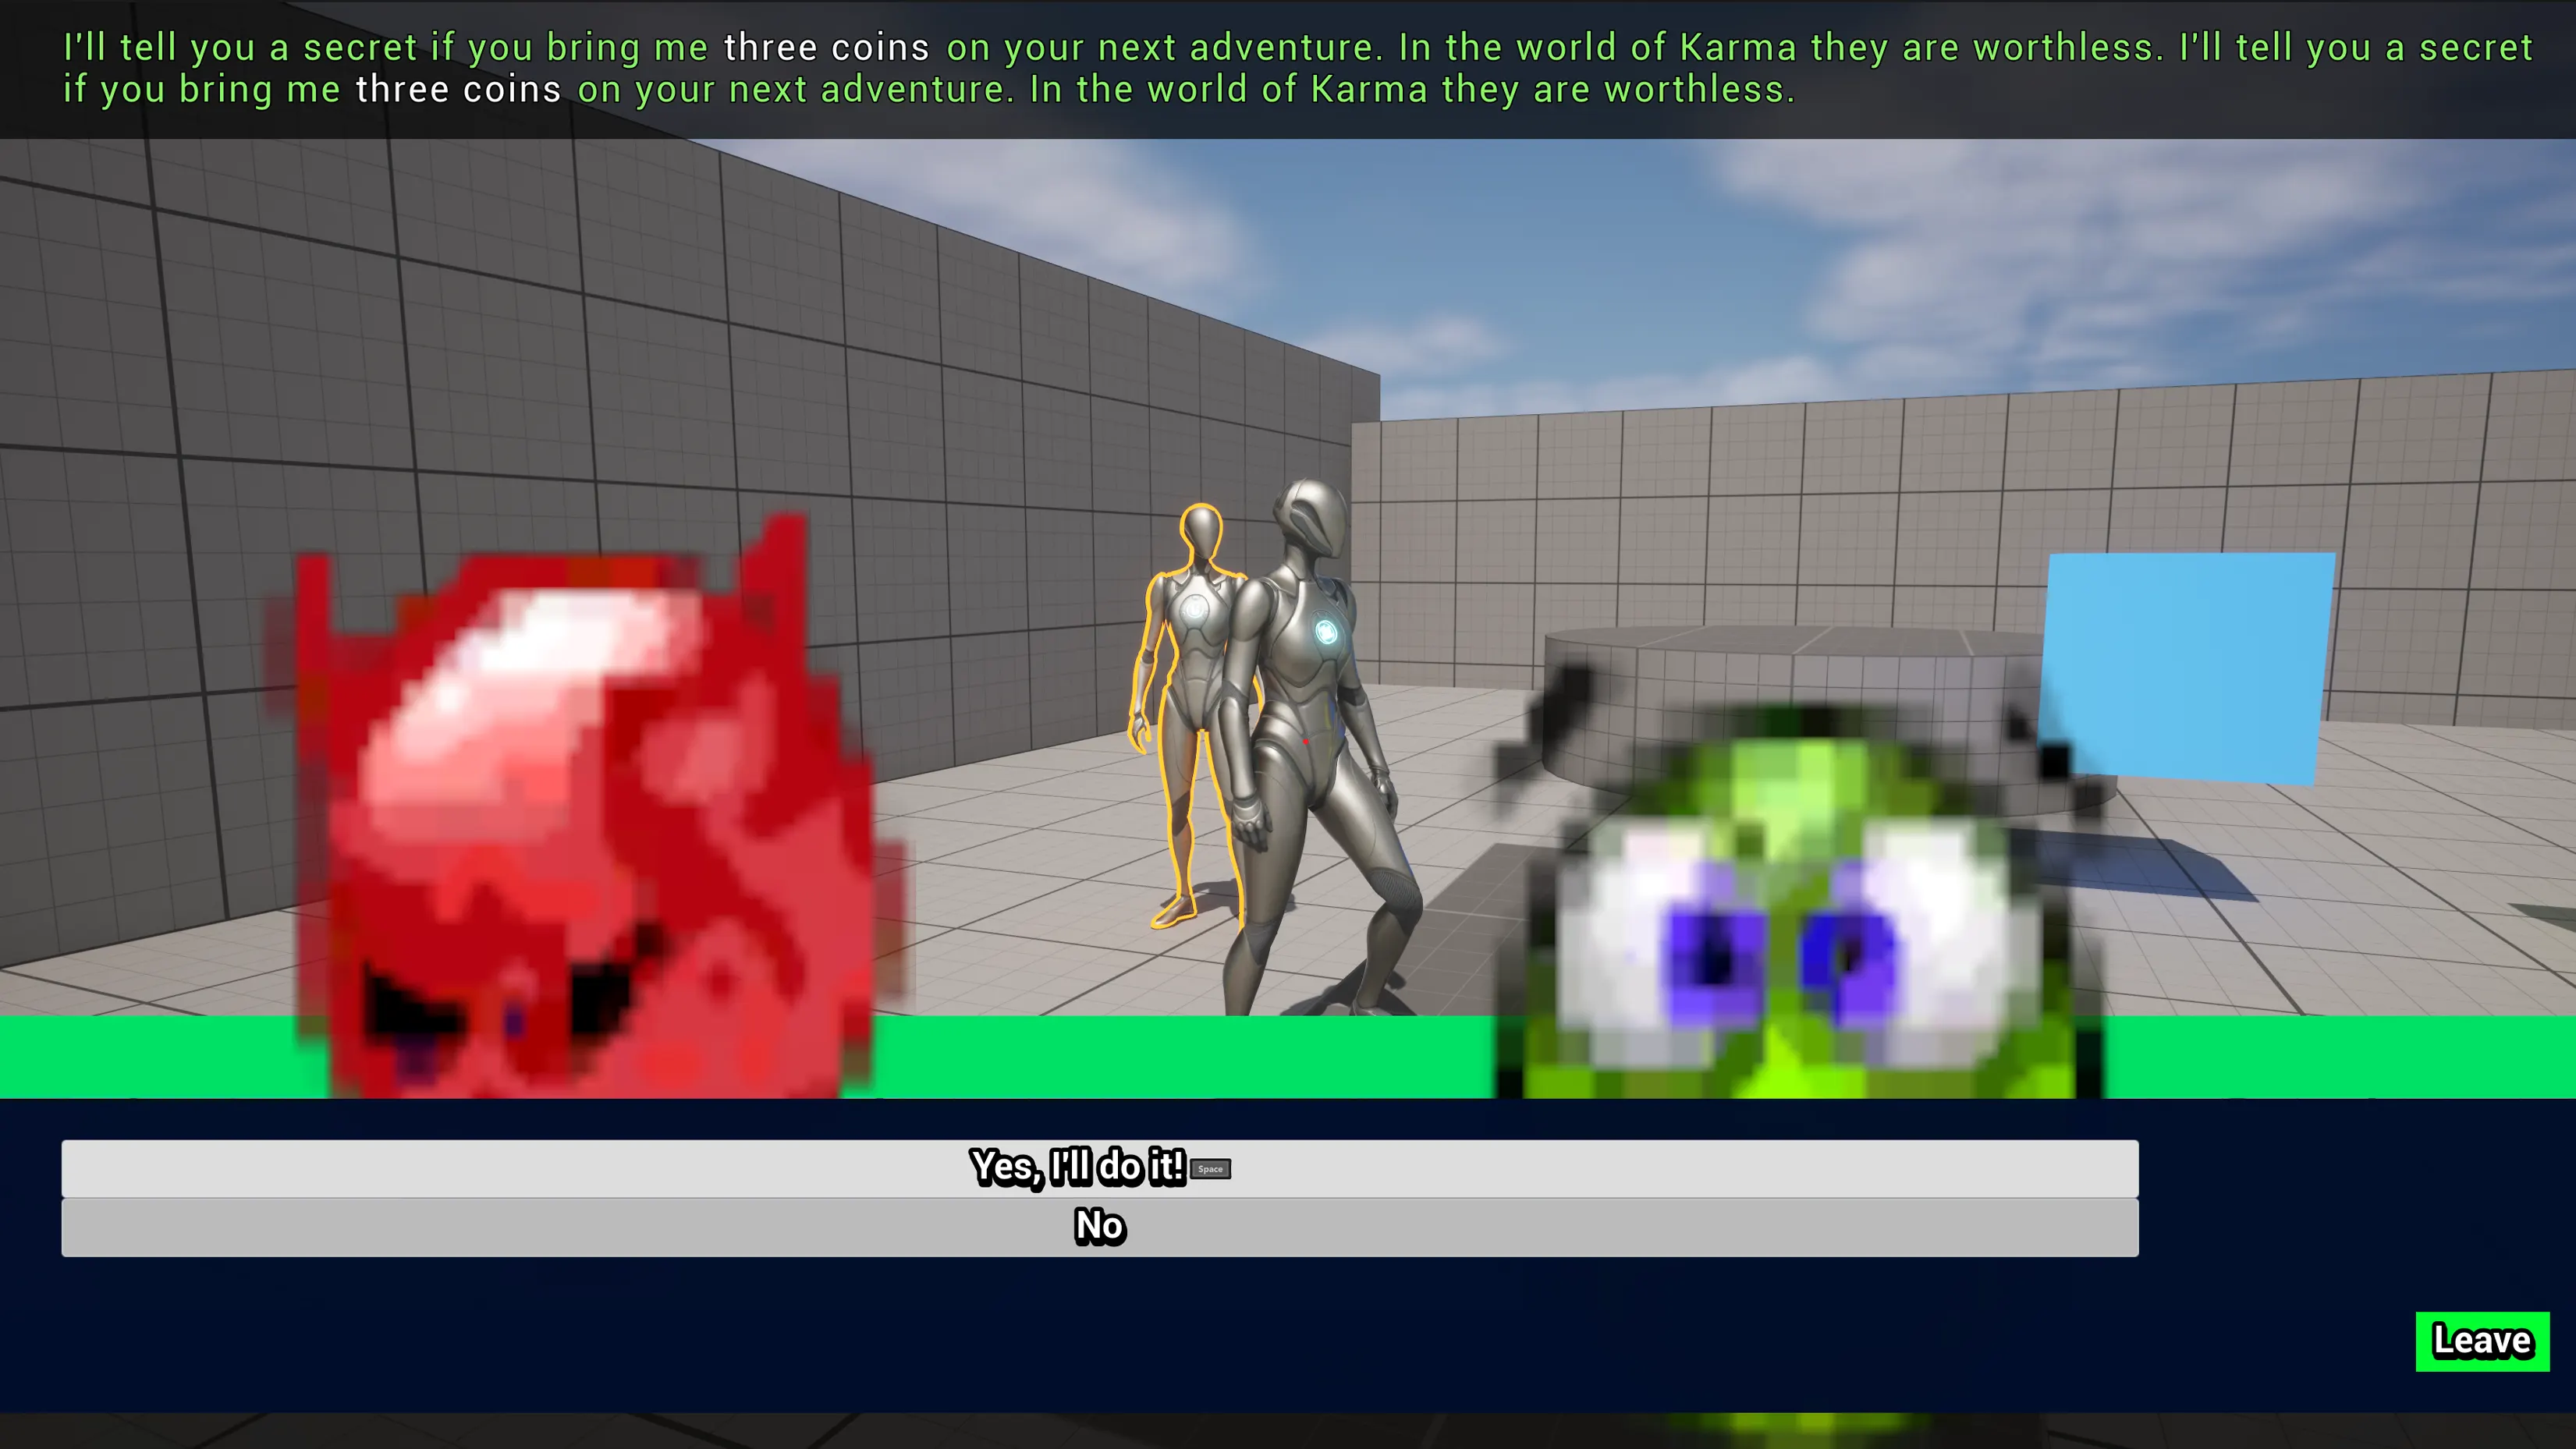 I'll tell you a secret if you bring me three coins on your next adventure. In the world of Karma they are worthless. I'll tell you a secret
if you bring me three coins on your next adventure. In the world of Karma they are worthless.
Yes, I'll do it! Space
No
Leave